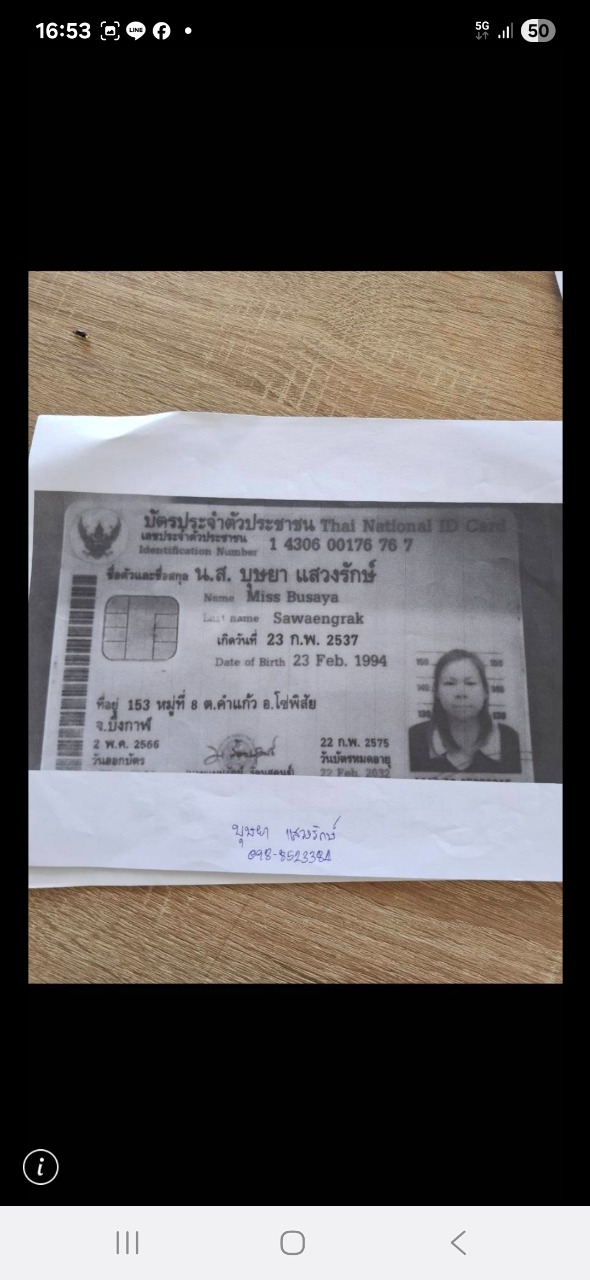 16:53
LINE
5G
50
บัตรประจำตัวประชาชน Thai National ID Card
เลขประจำตัวประชาชน
Identification Number 1 4306 00176 76 7
ชื่อตัวและชื่อสกุล น.ส. บุษยา แสวงรักษ์
Name Miss Busaya
Last name Sawaengrak
เกิดวันที่ 23 ก.พ. 2537
Date of Birth 23 Feb. 1994
ที่อยู่ 153 หมู่ที่ 8 ต.คำแก้ว อ.โซ่พิสัย
จ.บึงกาฬ
2 พ.ค. 2566
วันออกบัตร
22 ก.พ. 2575
วันบัตรหมดอายุ
22 Feb. 2032
บุษยา แสวงรักษ์